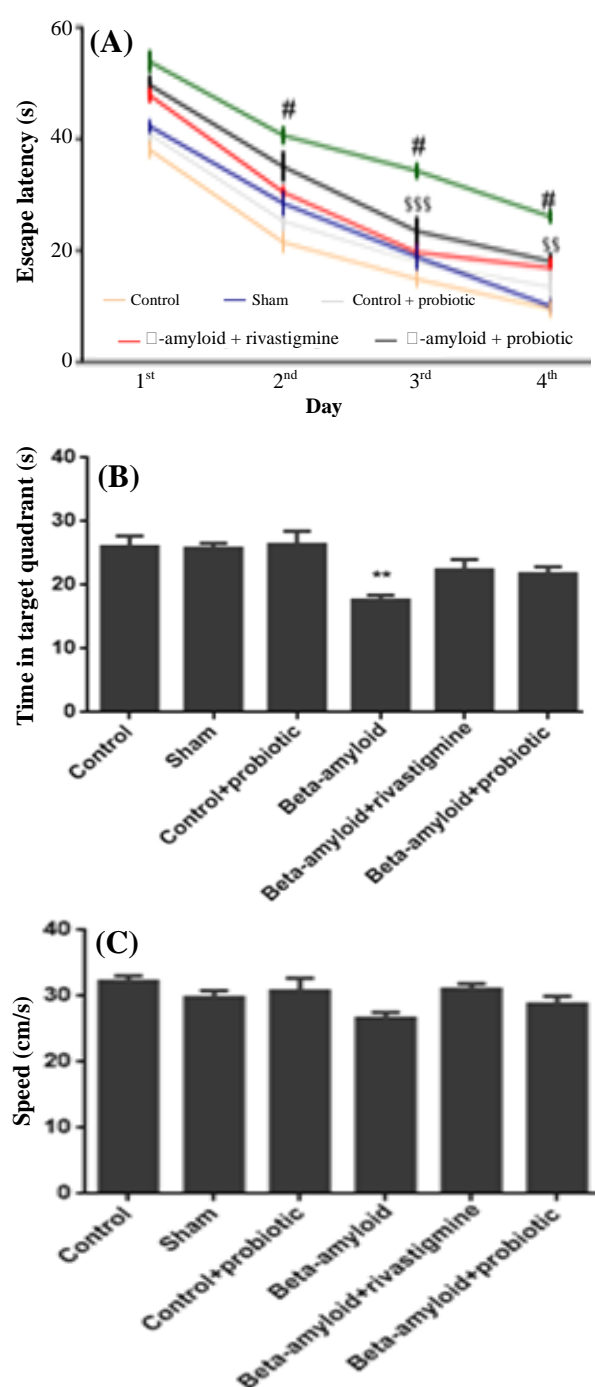 (A)
Escape latency (s)
60
40
20
0
#
#
#
$$$
$$
Control
Sham
Control + probiotic
□-amyloid + rivastigmine
□-amyloid + probiotic
1st
2nd
3rd
4th
Day
(B)
Time in target quadrant (s)
40
30
20
10
0
**
Control
Sham
Control+probiotic
Beta-amyloid
Beta-amyloid+rivastigmine
Beta-amyloid+probiotic
(C)
Speed (cm/s)
40
30
20
10
0
Control
Sham
Control+probiotic
Beta-amyloid
Beta-amyloid+rivastigmine
Beta-amyloid+probiotic